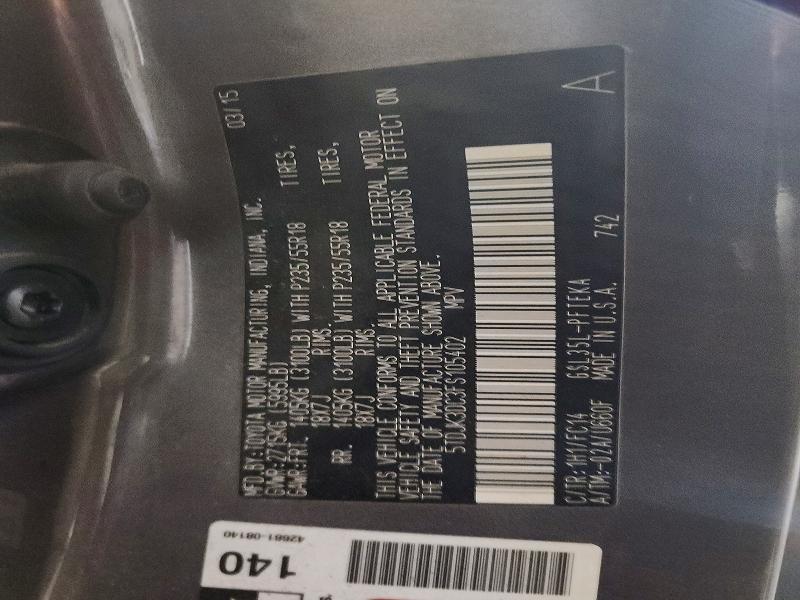 MFD.BY:TOYOTA MOTOR MANUFACTURING, INDIANA, INC. 03/15
GVWR:2715KG (5995LB)
GAWR:FRT. 1405KG (3100LB) WITH P235/55R18 TIRES,
18X7J RIMS.
RR. 1405KG (3100LB) WITH P235/55R18 TIRES,
18X7J RIMS.
THIS VEHICLE CONFORMS TO ALL APPLICABLE FEDERAL MOTOR
VEHICLE SAFETY AND THEFT PREVENTION STANDARDS IN EFFECT ON
THE DATE OF MANUFACTURE SHOWN ABOVE.
5TDLK3DC3FS105402 MPV
C/TR:1H1/FC14 GSL35L-PFTEKA 742 A
A/TM:-02A/U660F MADE IN U.S.A.
42661-08140
140